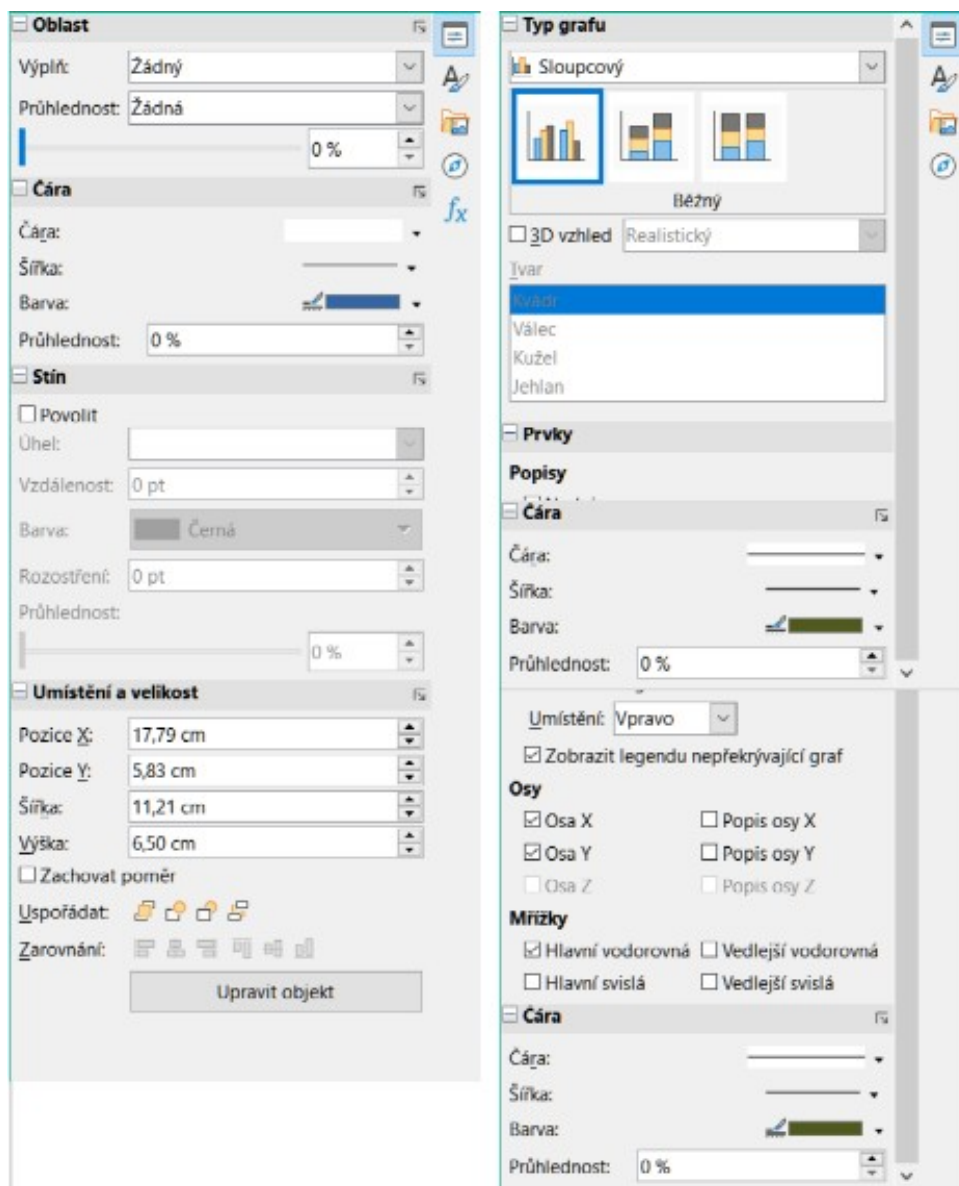 Oblast
Výplň: Žádný
Průhlednost: Žádná
0 %
Čára
Čára:
Šířka:
Barva:
Průhlednost: 0 %
Stín
Povolit
Úhel:
Vzdálenost: 0 pt
Barva: Černá
Rozostření: 0 pt
Průhlednost:
0 %
Umístění a velikost
Pozice X: 17,79 cm
Pozice Y: 5,83 cm
Šířka: 11,21 cm
Výška: 6,50 cm
Zachovat poměr
Uspořádat:
Zarovnání:
Upravit objekt
fx
Typ grafu
Sloupcový
Běžný
3D vzhled Realistický
Tvar
Kvádr
Válec
Kužel
Jehlan
Prvky
Popisy
Čára
Čára:
Šířka:
Barva:
Průhlednost: 0 %
Umístění: Vpravo
Zobrazit legendu nepřekrývající graf
Osy
Osa X Popis osy X
Osa Y Popis osy Y
Osa Z Popis osy Z
Mřížky
Hlavní vodorovná Vedlejší vodorovná
Hlavní svislá Vedlejší svislá
Čára
Čára:
Šířka:
Barva:
Průhlednost: 0 %